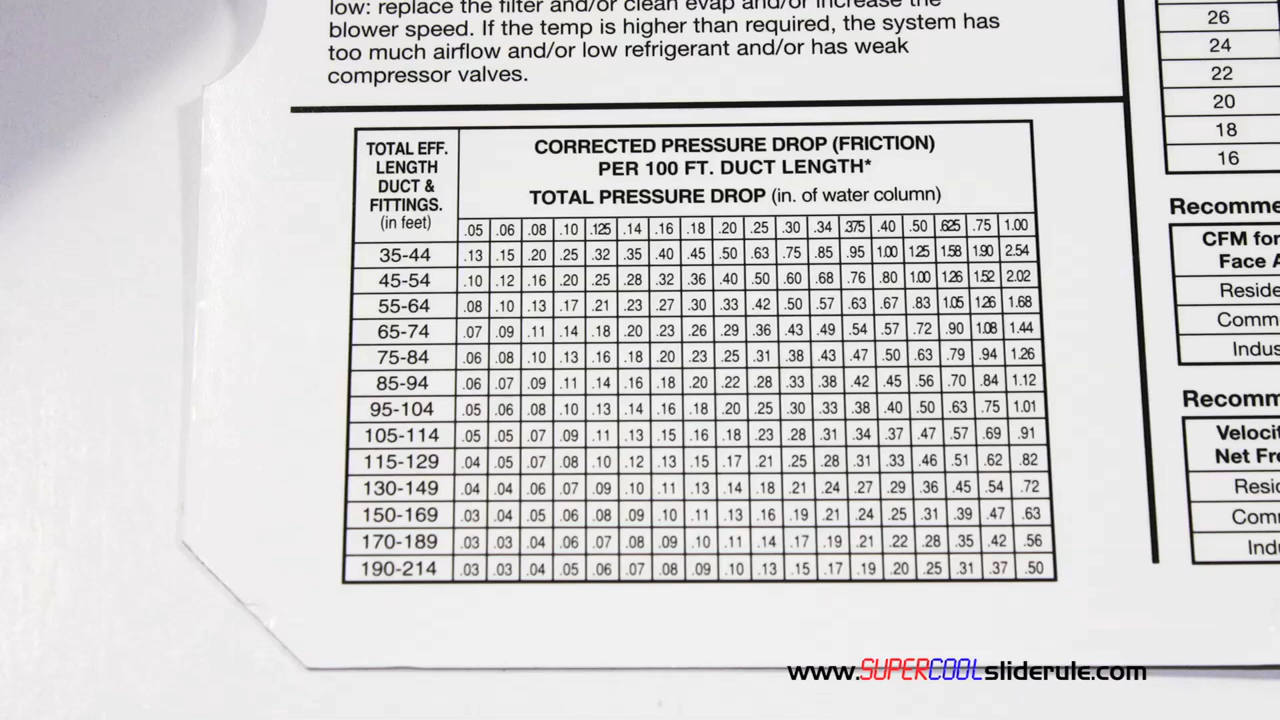 low: replace the filter and/or clean evap and/or increase the
blower speed. If the temp is higher than required, the system has
too much airflow and/or low refrigerant and/or has weak
compressor valves.
TOTAL EFF.
LENGTH
DUCT &
FITTINGS.
(in feet)
CORRECTED PRESSURE DROP (FRICTION)
PER 100 FT. DUCT LENGTH*
TOTAL PRESSURE DROP (in. of water column)
.05 .06 .08 .10 .125 .14 .16 .18 .20 .25 .30 .34 .375 .40 .50 .625 .75 1.00
35-44 .13 .15 .20 .25 .32 .35 .40 .45 .50 .63 .75 .85 .95 1.00 1.25 1.58 1.90 2.54
45-54 .10 .12 .16 .20 .25 .28 .32 .36 .40 .50 .60 .68 .76 .80 1.00 1.26 1.52 2.02
55-64 .08 .10 .13 .17 .21 .23 .27 .30 .33 .42 .50 .57 .63 .67 .83 1.05 1.26 1.68
65-74 .07 .09 .11 .14 .18 .20 .23 .26 .29 .36 .43 .49 .54 .57 .72 .90 1.08 1.44
75-84 .06 .08 .10 .13 .16 .18 .20 .23 .25 .31 .38 .43 .47 .50 .63 .79 .94 1.26
85-94 .06 .07 .09 .11 .14 .16 .18 .20 .22 .28 .33 .38 .42 .45 .56 .70 .84 1.12
95-104 .05 .06 .08 .10 .13 .14 .16 .18 .20 .25 .30 .33 .38 .40 .50 .63 .75 1.01
105-114 .05 .05 .07 .09 .11 .13 .15 .16 .18 .23 .28 .31 .34 .37 .47 .57 .69 .91
115-129 .04 .05 .07 .08 .10 .12 .13 .15 .17 .21 .25 .28 .31 .33 .46 .51 .62 .82
130-149 .04 .04 .06 .07 .09 .10 .11 .13 .14 .18 .21 .24 .27 .29 .36 .45 .54 .72
150-169 .03 .04 .05 .06 .08 .09 .10 .11 .13 .16 .19 .21 .24 .25 .31 .39 .47 .63
170-189 .03 .03 .04 .06 .07 .08 .09 .10 .11 .14 .17 .19 .21 .22 .28 .35 .42 .56
190-214 .03 .03 .04 .05 .06 .07 .08 .09 .10 .13 .15 .17 .19 .20 .25 .31 .37 .50
26
24
22
20
18
16
Recomme
CFM for
Face A
Reside
Comm
Indus
Recomm
Velocit
Net Fre
Resid
Comm
Indu
www.SUPERCOOLsliderule.com